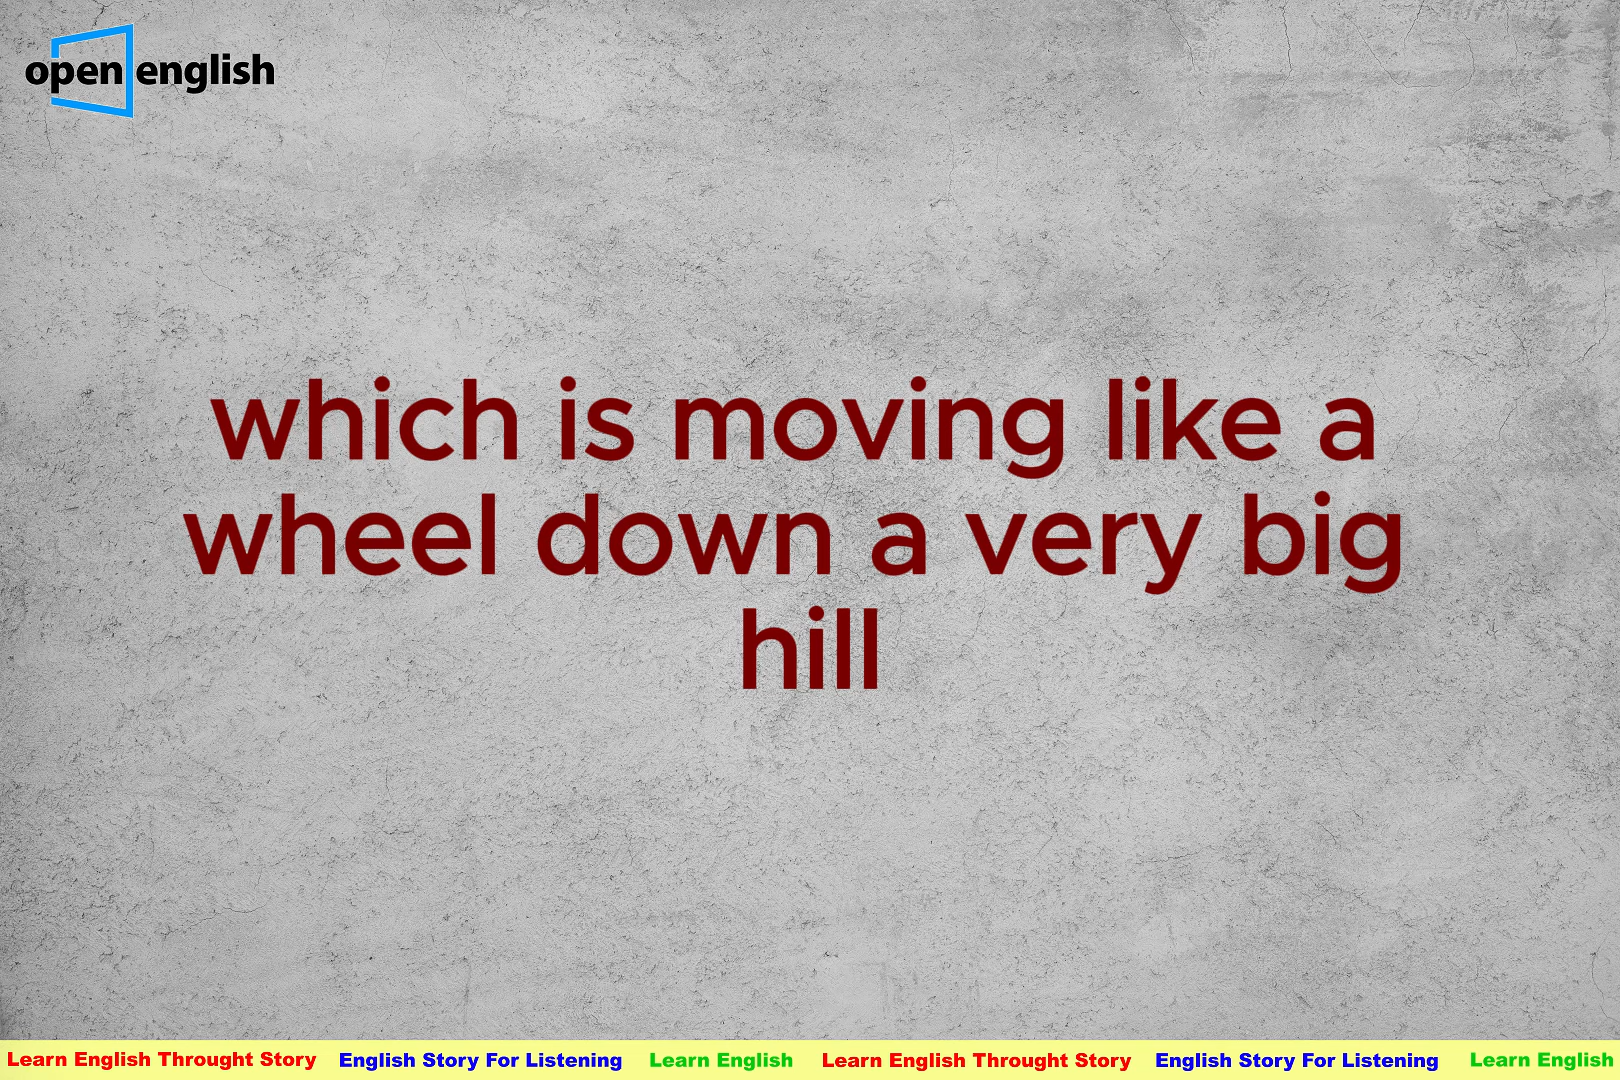 open english
which is moving like a
wheel down a very big
hill
Learn English Throught Story English Story For Listening Learn English Learn English Throught Story English Story For Listening Learn English